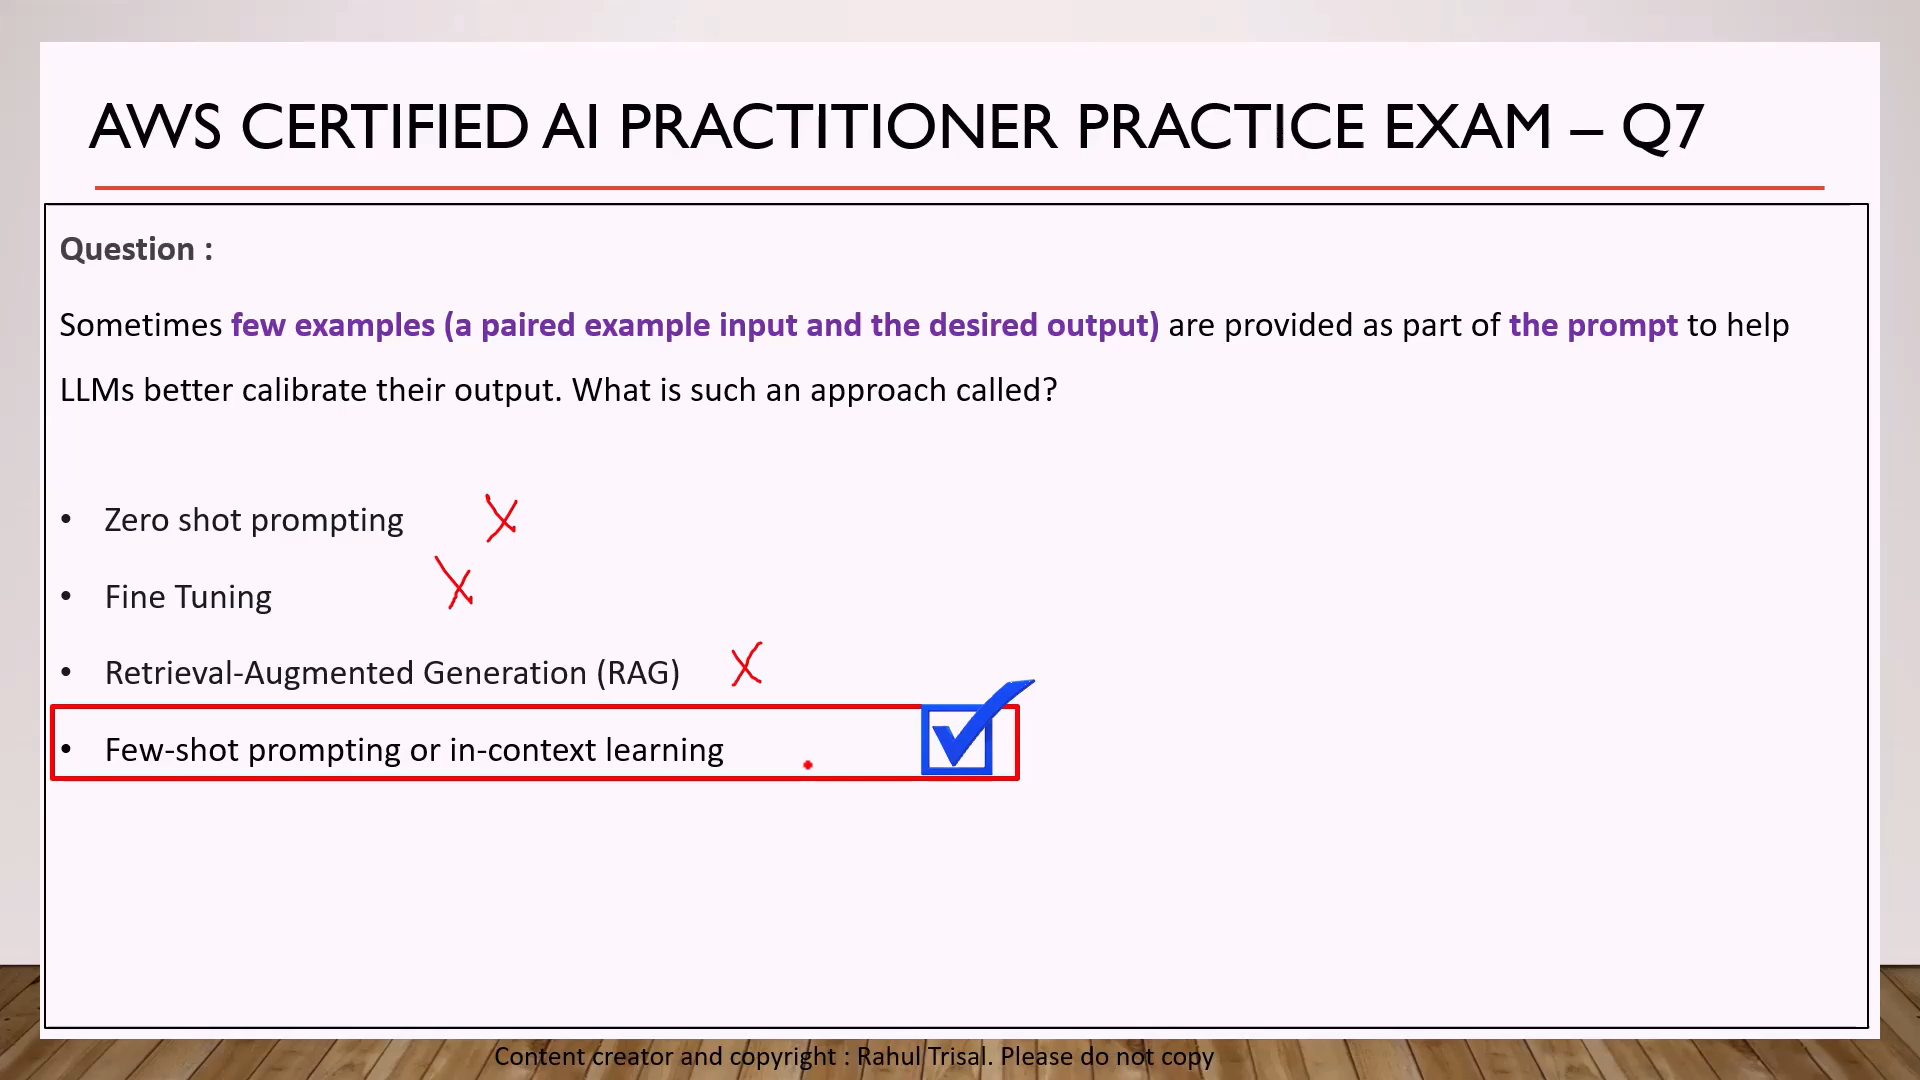 AWS CERTIFIED AI PRACTITIONER PRACTICE EXAM – Q7
Question :
Sometimes few examples (a paired example input and the desired output) are provided as part of the prompt to help
LLMs better calibrate their output. What is such an approach called?
• Zero shot prompting
• Fine Tuning
• Retrieval-Augmented Generation (RAG)
• Few-shot prompting or in-context learning
Content creator and copyright : Rahul Trisal. Please do not copy